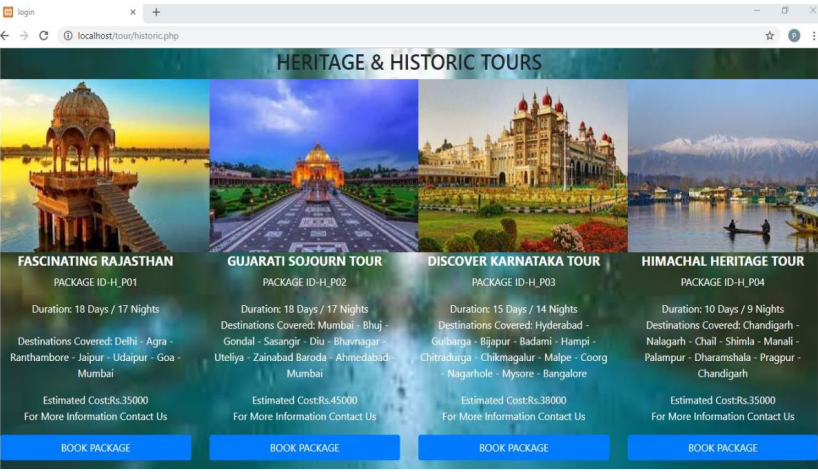 login
localhost/tour/historic.php
P
HERITAGE & HISTORIC TOURS
FASCINATING RAJASTHAN
PACKAGE ID-H_P01
Duration: 18 Days / 17 Nights
Destinations Covered: Delhi - Agra -
Ranthambore - Jaipur - Udaipur - Goa -
Mumbai
Estimated Cost:Rs.35000
For More Information Contact Us
BOOK PACKAGE
GUJARATI SOJOURN TOUR
PACKAGE ID-H_P02
Duration: 18 Days / 17 Nights
Destinations Covered: Mumbai - Bhuj -
Gondal - Sasangir - Diu - Bhavnagar -
Uteliya - Zainabad Baroda - Ahmedabad-
Mumbai
Estimated Cost:Rs.45000
For More Information Contact Us
BOOK PACKAGE
DISCOVER KARNATAKA TOUR
PACKAGE ID-H_P03
Duration: 15 Days / 14 Nights
Destinations Covered: Hyderabad -
Gulbarga - Bijapur - Badami - Hampi -
Chitradurga - Chikmagalur - Malpe - Coorg
- Nagarhole - Mysore - Bangalore
Estimated Cost:Rs.38000
For More Information Contact Us
BOOK PACKAGE
HIMACHAL HERITAGE TOUR
PACKAGE ID-H_P04
Duration: 10 Days / 9 Nights
Destinations Covered: Chandigarh -
Nalagarh - Chail - Shimla - Manali -
Palampur - Dharamshala - Pragpur -
Chandigarh
Estimated Cost:Rs.35000
For More Information Contact Us
BOOK PACKAGE